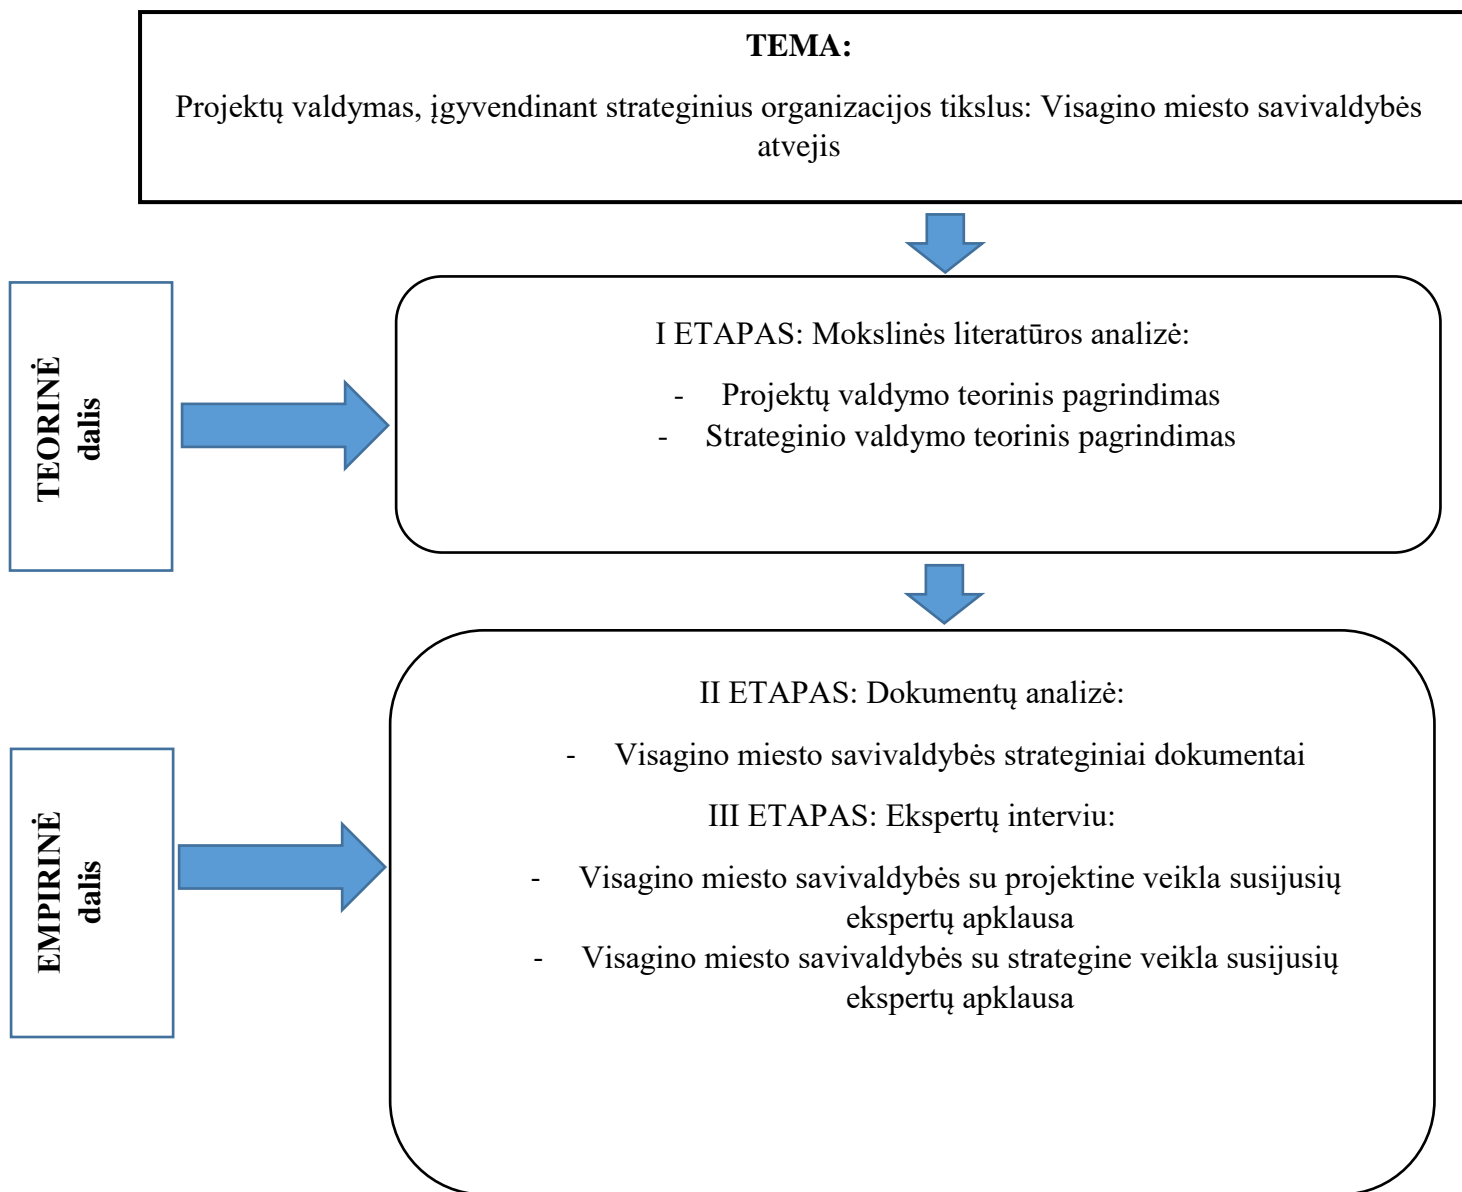 TEMA:
Projektų valdymas, įgyvendinant strateginius organizacijos tikslus: Visagino miesto savivaldybės
atvejis
TEORINĖ
dalis
I ETAPAS: Mokslinės literatūros analizė:
- Projektų valdymo teorinis pagrindimas
- Strateginio valdymo teorinis pagrindimas
EMPIRINĖ
dalis
II ETAPAS: Dokumentų analizė:
- Visagino miesto savivaldybės strateginiai dokumentai
III ETAPAS: Ekspertų interviu:
- Visagino miesto savivaldybės su projektine veikla susijusių
ekspertų apklausa
- Visagino miesto savivaldybės su strategine veikla susijusių
ekspertų apklausa